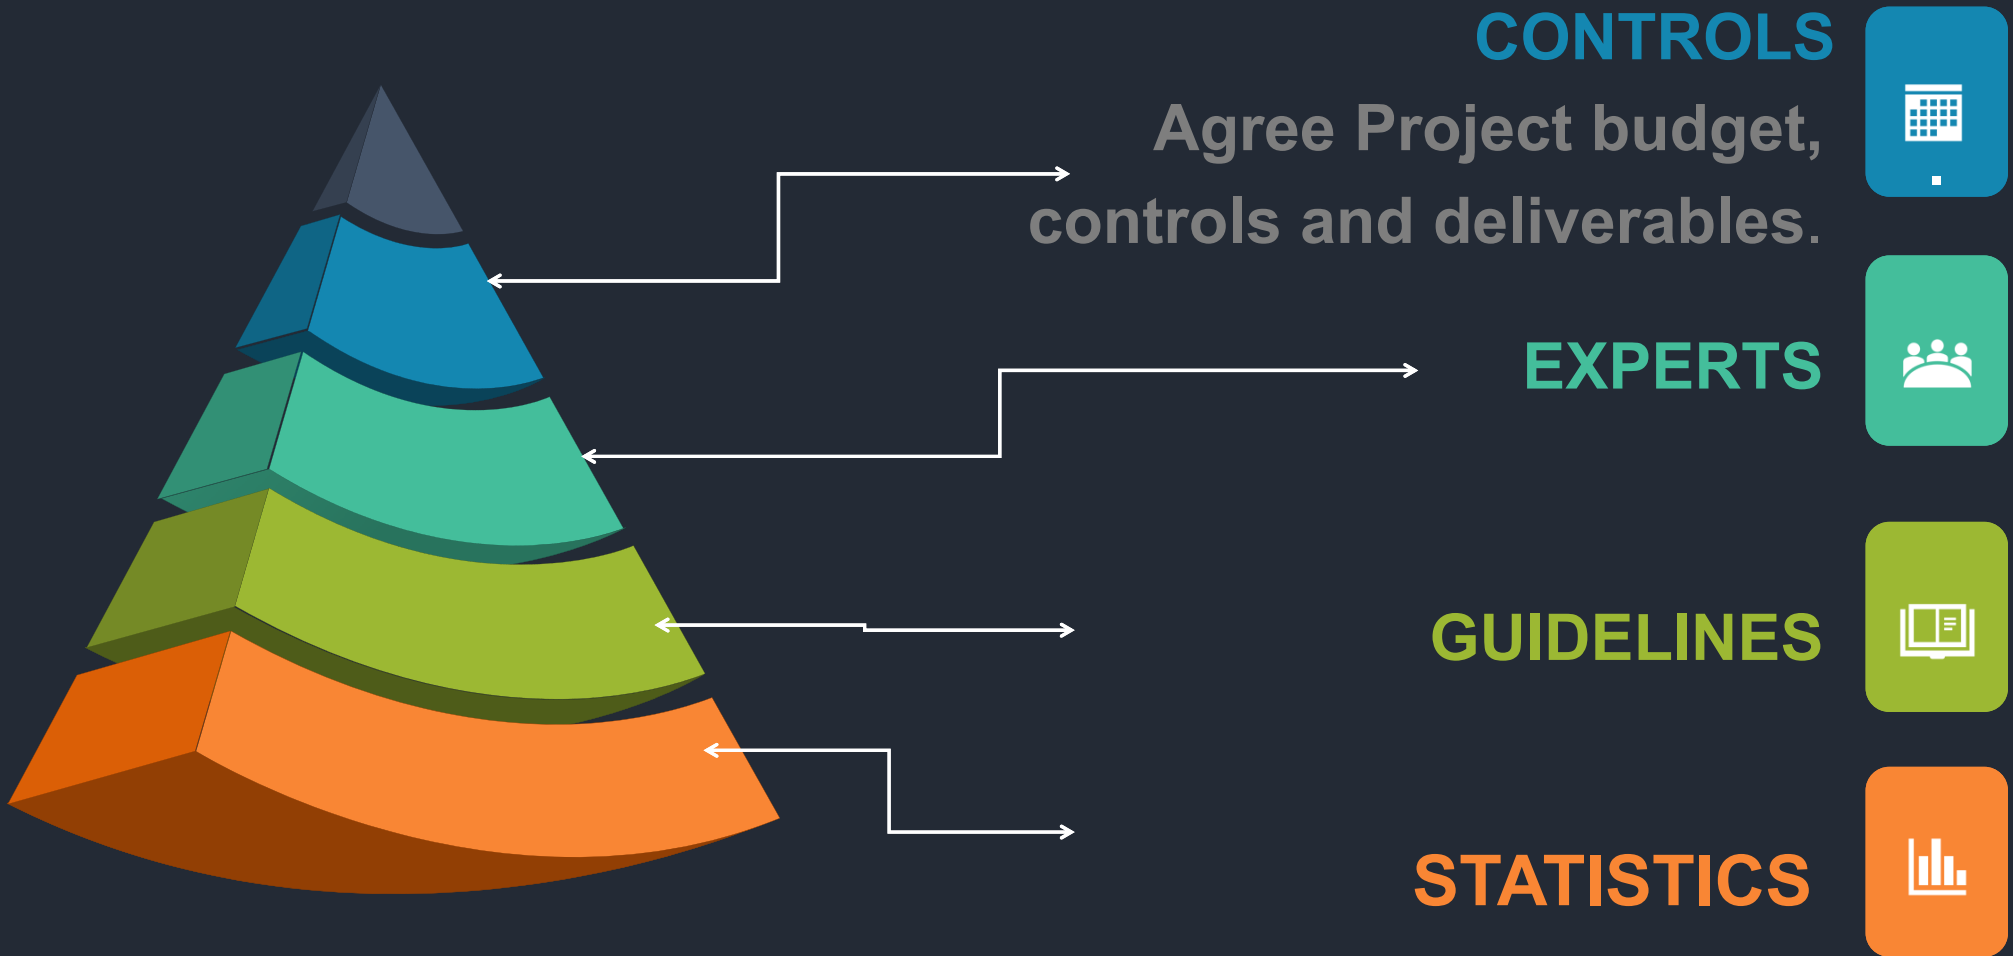 CONTROLS
Agree Project budget,
controls and deliverables.
EXPERTS
GUIDELINES
STATISTICS